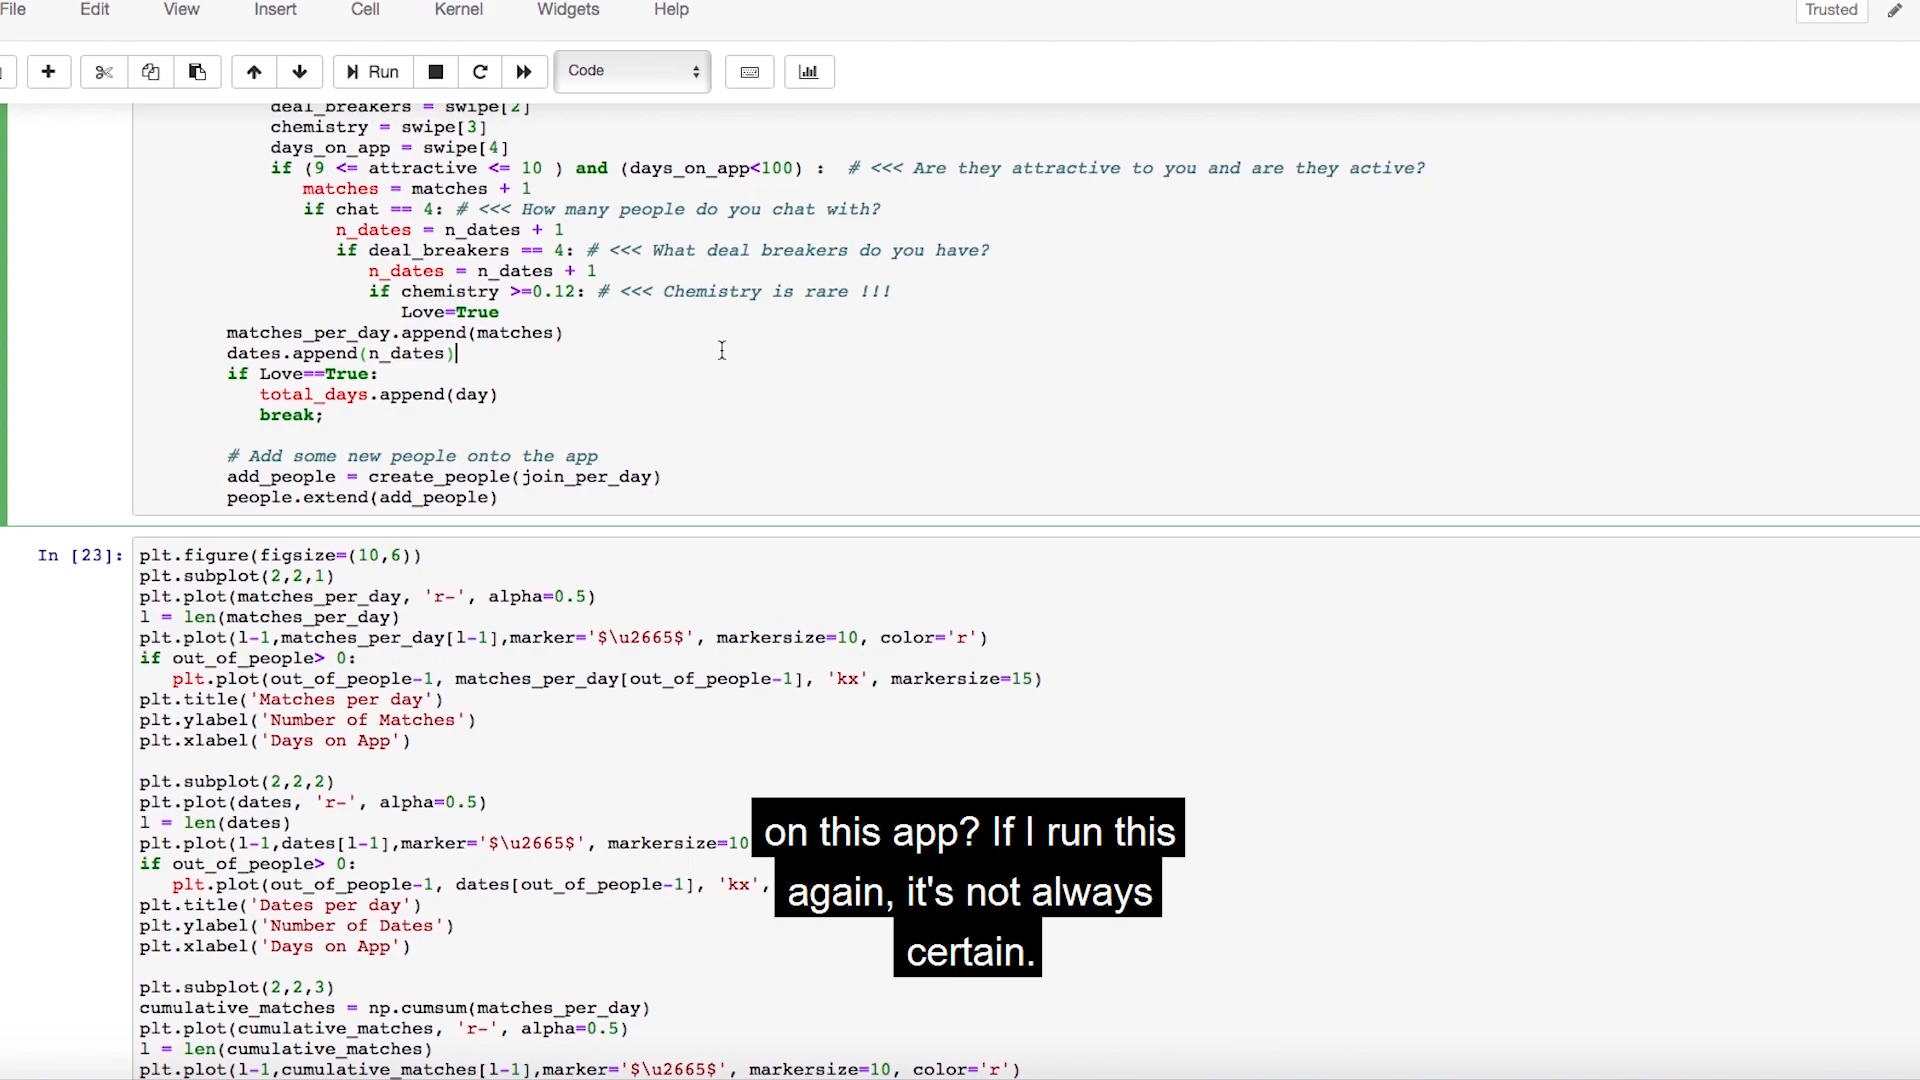 File Edit View Insert Cell Kernel Widgets Help Trusted
Run Code
deal_breakers = swipe[2]
chemistry = swipe[3]
days_on_app = swipe[4]
if (9 <= attractive <= 10 ) and (days_on_app<100) :  # <<< Are they attractive to you and are they active?
matches = matches + 1
if chat == 4: # <<< How many people do you chat with?
n_dates = n_dates + 1
if deal_breakers == 4: # <<< What deal breakers do you have?
n_dates = n_dates + 1
if chemistry >=0.12: # <<< Chemistry is rare !!!
Love=True
matches_per_day.append(matches)
dates.append(n_dates)
if Love==True:
total_days.append(day)
break;
# Add some new people onto the app
add_people = create_people(join_per_day)
people.extend(add_people)
In [23]: plt.figure(figsize=(10,6))
plt.subplot(2,2,1)
plt.plot(matches_per_day, 'r-', alpha=0.5)
l = len(matches_per_day)
plt.plot(l-1,matches_per_day[l-1],marker='$\u2665$', markersize=10, color='r')
if out_of_people> 0:
plt.plot(out_of_people-1, matches_per_day[out_of_people-1], 'kx', markersize=15)
plt.title('Matches per day')
plt.ylabel('Number of Matches')
plt.xlabel('Days on App')
plt.subplot(2,2,2)
plt.plot(dates, 'r-', alpha=0.5)
l = len(dates)
plt.plot(l-1,dates[l-1],marker='$\u2665$', markersize=10
if out_of_people> 0:
plt.plot(out_of_people-1, dates[out_of_people-1], 'kx',
plt.title('Dates per day')
plt.ylabel('Number of Dates')
plt.xlabel('Days on App')
plt.subplot(2,2,3)
cumulative_matches = np.cumsum(matches_per_day)
plt.plot(cumulative_matches, 'r-', alpha=0.5)
l = len(cumulative_matches)
plt.plot(l-1,cumulative_matches[l-1],marker='$\u2665$', markersize=10, color='r')
on this app? If I run this
again, it's not always
certain.